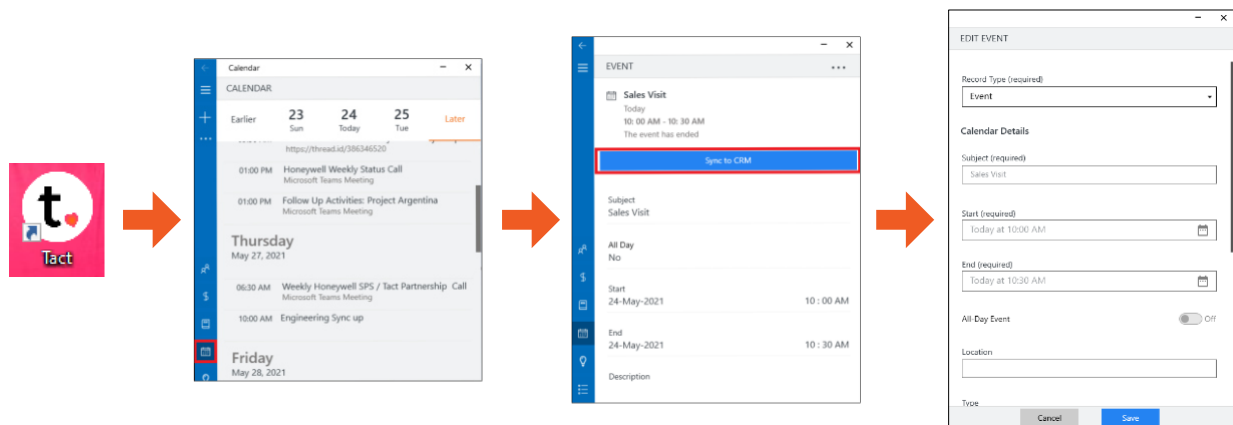 t.
Tact
Calendar
CALENDAR
Earlier
23
Sun
24
Today
25
Tue
Later
https://thread.id/386346520
01:00 PM Honeywell Weekly Status Call
Microsoft Teams Meeting
01:00 PM Follow Up Activities: Project Argentina
Microsoft Teams Meeting
Thursday
May 27, 2021
06:30 AM Weekly Honeywell SPS / Tact Partnership Call
Microsoft Teams Meeting
10:00 AM Engineering Sync up
Friday
May 28, 2021
EVENT
Sales Visit
Today
10: 00 AM - 10: 30 AM
The event has ended
Sync to CRM
Subject
Sales Visit
All Day
No
Start
24-May-2021 10 : 00 AM
End
24-May-2021 10 : 30 AM
Description
EDIT EVENT
Record Type (required)
Event
Calendar Details
Subject (required)
Sales Visit
Start (required)
Today at 10:00 AM
End (required)
Today at 10:30 AM
All-Day Event Off
Location
Type
Cancel Save